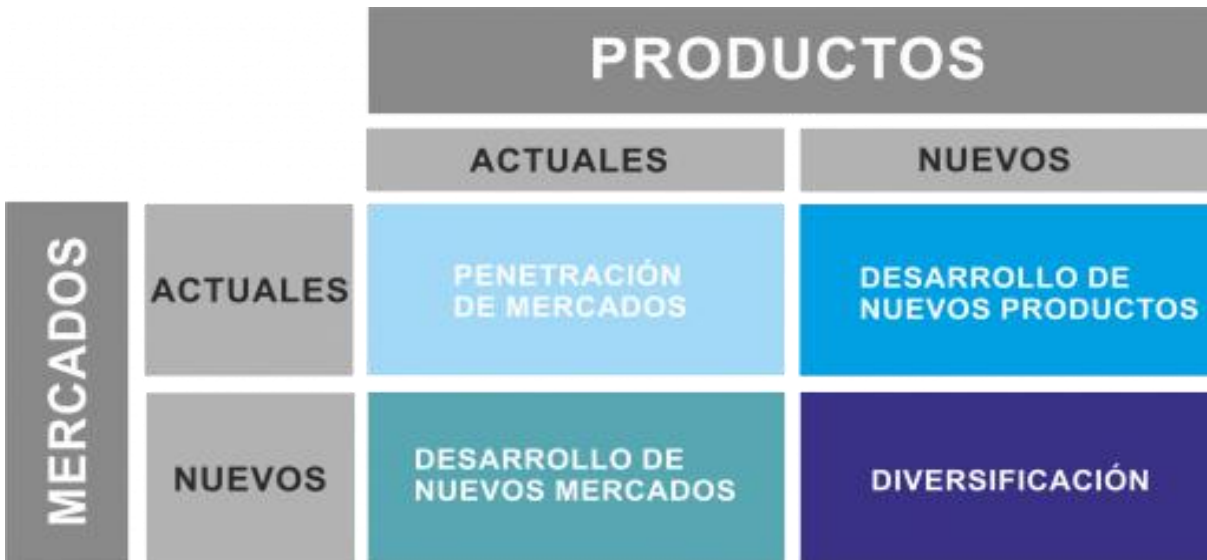 PRODUCTOS
ACTUALES
NUEVOS
MERCADOS
ACTUALES
PENETRACIÓN
DE MERCADOS
DESARROLLO DE
NUEVOS PRODUCTOS
NUEVOS
DESARROLLO DE
NUEVOS MERCADOS
DIVERSIFICACIÓN